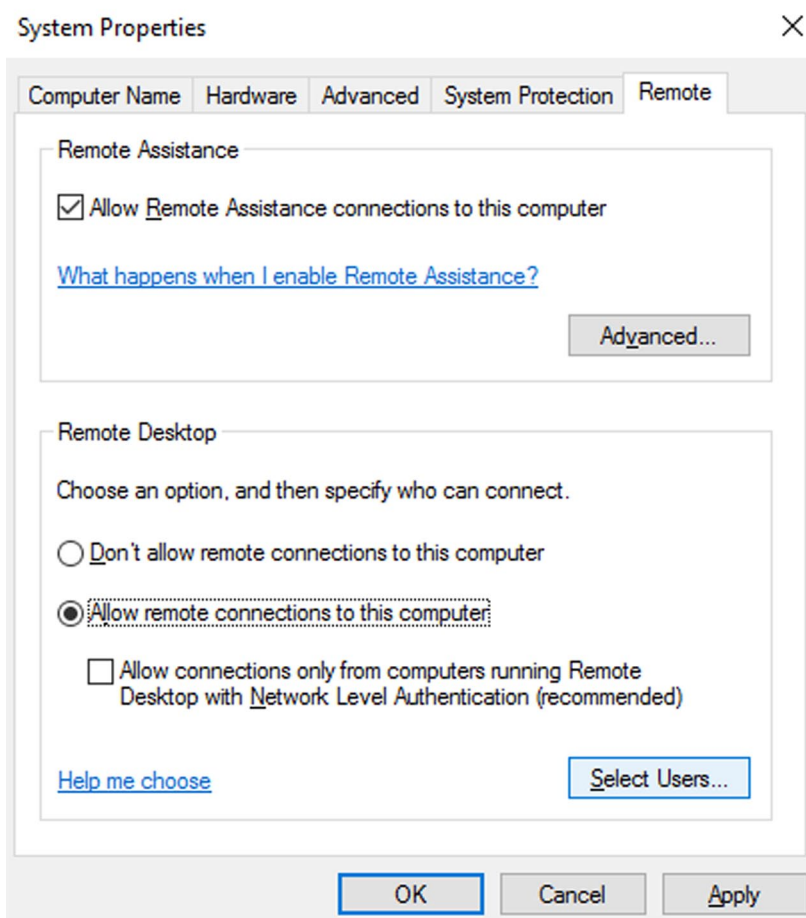 System Properties
Computer Name Hardware Advanced System Protection Remote
Remote Assistance
Allow Remote Assistance connections to this computer
What happens when I enable Remote Assistance?
Advanced...
Remote Desktop
Choose an option, and then specify who can connect.
Don't allow remote connections to this computer
Allow remote connections to this computer
Allow connections only from computers running Remote
Desktop with Network Level Authentication (recommended)
Help me choose
Select Users...
OK Cancel Apply